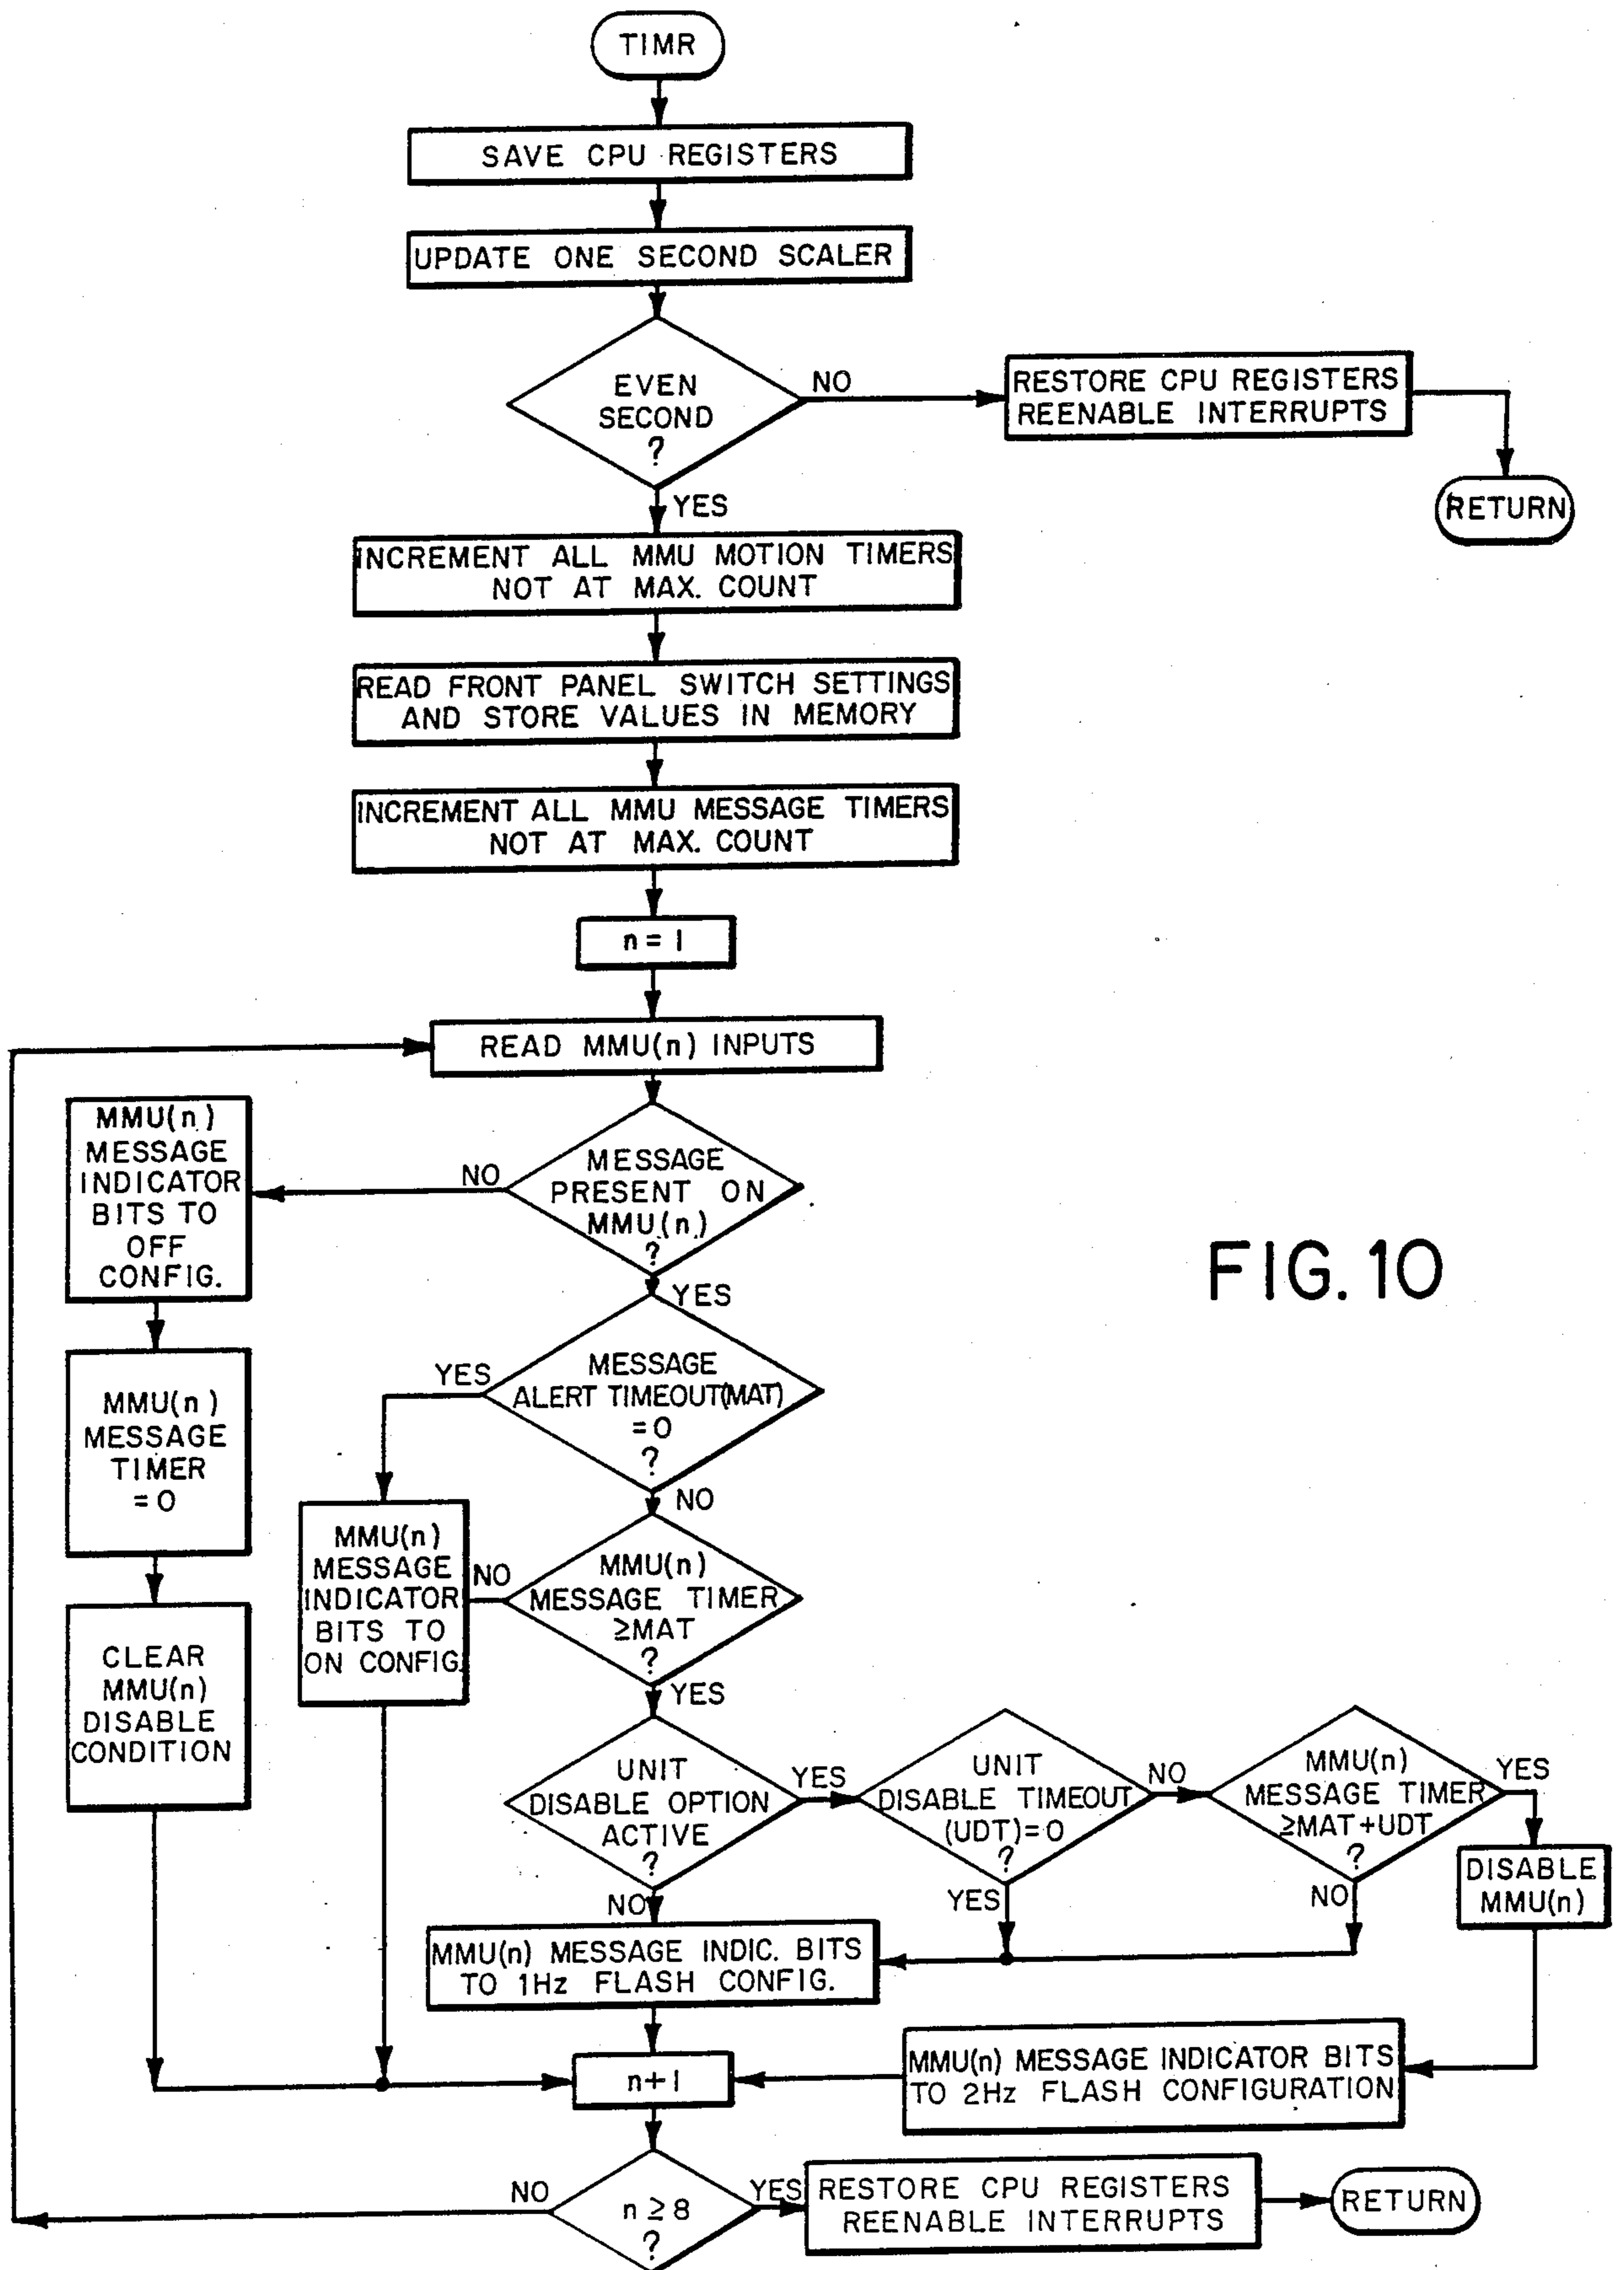 TIMR
SAVE CPU REGISTERS
UPDATE ONE SECOND SCALER
EVEN
SECOND
?
NO
RESTORE CPU REGISTERS
REENABLE INTERRUPTS
RETURN
YES
INCREMENT ALL MMU MOTION TIMERS
NOT AT MAX. COUNT
READ FRONT PANEL SWITCH SETTINGS
AND STORE VALUES IN MEMORY
INCREMENT ALL MMU MESSAGE TIMERS
NOT AT MAX. COUNT
n = 1
READ MMU(n) INPUTS
MESSAGE
PRESENT ON
MMU(n)
?
NO
MMU(n)
MESSAGE
INDICATOR
BITS TO
OFF
CONFIG.
MMU(n)
MESSAGE
TIMER
=0
CLEAR
MMU(n)
DISABLE
CONDITION
YES
MESSAGE
ALERT TIMEOUT(MAT)
=0
?
YES
MMU(n)
MESSAGE
INDICATOR
BITS TO
ON CONFIG.
NO
MMU(n)
MESSAGE TIMER
≥MAT
?
NO
YES
UNIT
DISABLE OPTION
ACTIVE
?
YES
UNIT
DISABLE TIMEOUT
(UDT)=0
?
NO
MMU(n)
MESSAGE TIMER
≥MAT+UDT
?
YES
DISABLE
MMU(n)
NO
YES
NO
MMU(n) MESSAGE INDIC. BITS
TO 1Hz FLASH CONFIG.
MMU(n) MESSAGE INDICATOR BITS
TO 2Hz FLASH CONFIGURATION
n+1
n≥8
?
NO
YES
RESTORE CPU REGISTERS
REENABLE INTERRUPTS
RETURN
FIG. 10